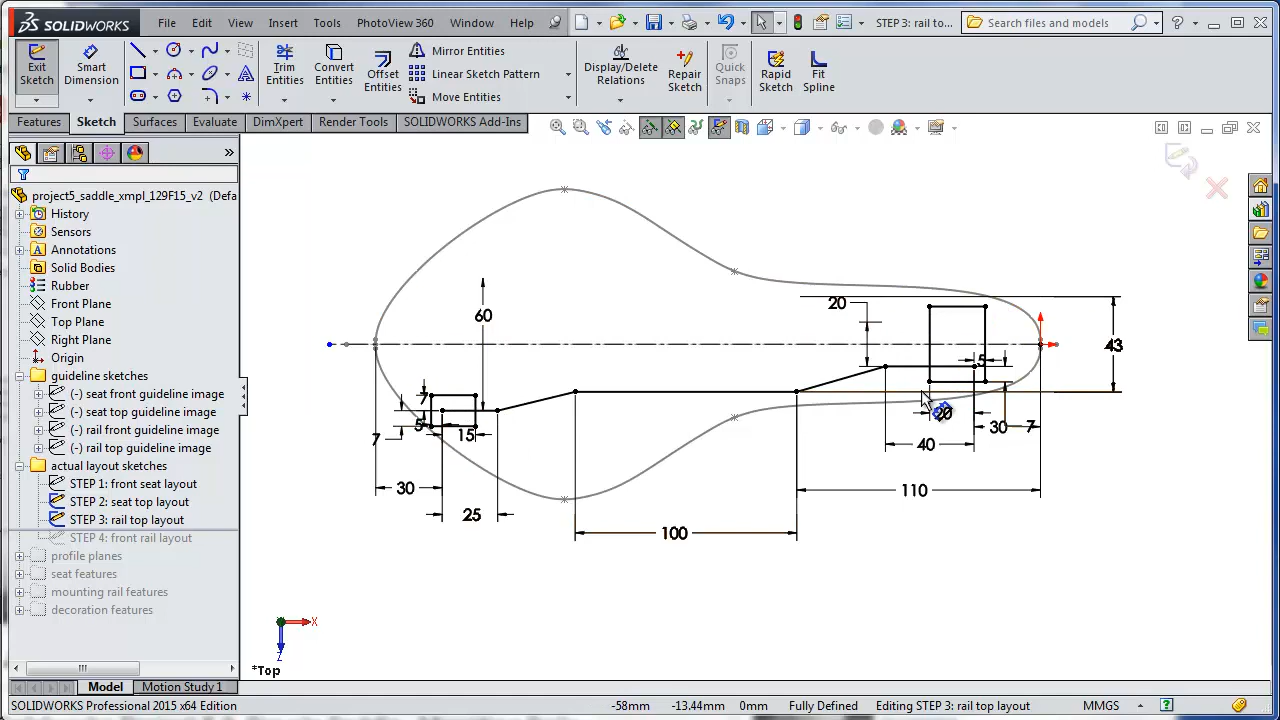 SOLIDWORKS File Edit View Insert Tools PhotoView 360 Window Help STEP 3: rail to... Search files and models
Exit Sketch
Smart Dimension
Trim Entities
Convert Entities
Offset Entities
Mirror Entities
Linear Sketch Pattern
Move Entities
Display/Delete Relations
Repair Sketch
Quick Snaps
Rapid Sketch
Fit Spline
Features Sketch Surfaces Evaluate DimXpert Render Tools SOLIDWORKS Add-Ins
project5_saddle_xmpl_129F15_v2 (Defa
History
Sensors
Annotations
Solid Bodies
Rubber
Front Plane
Top Plane
Right Plane
Origin
guideline sketches
(-) seat front guideline image
(-) seat top guideline image
(-) rail front guideline image
(-) rail top guideline image
actual layout sketches
STEP 1: front seat layout
STEP 2: seat top layout
STEP 3: rail top layout
STEP 4: front rail layout
profile planes
seat features
mounting rail features
decoration features
20
60
43
5
7
20
5
15
30
7
7
40
30
110
25
100
X
Z
*Top
Model Motion Study 1
SOLIDWORKS Professional 2015 x64 Edition -58mm -13.44mm 0mm Fully Defined Editing STEP 3: rail top layout MMGS